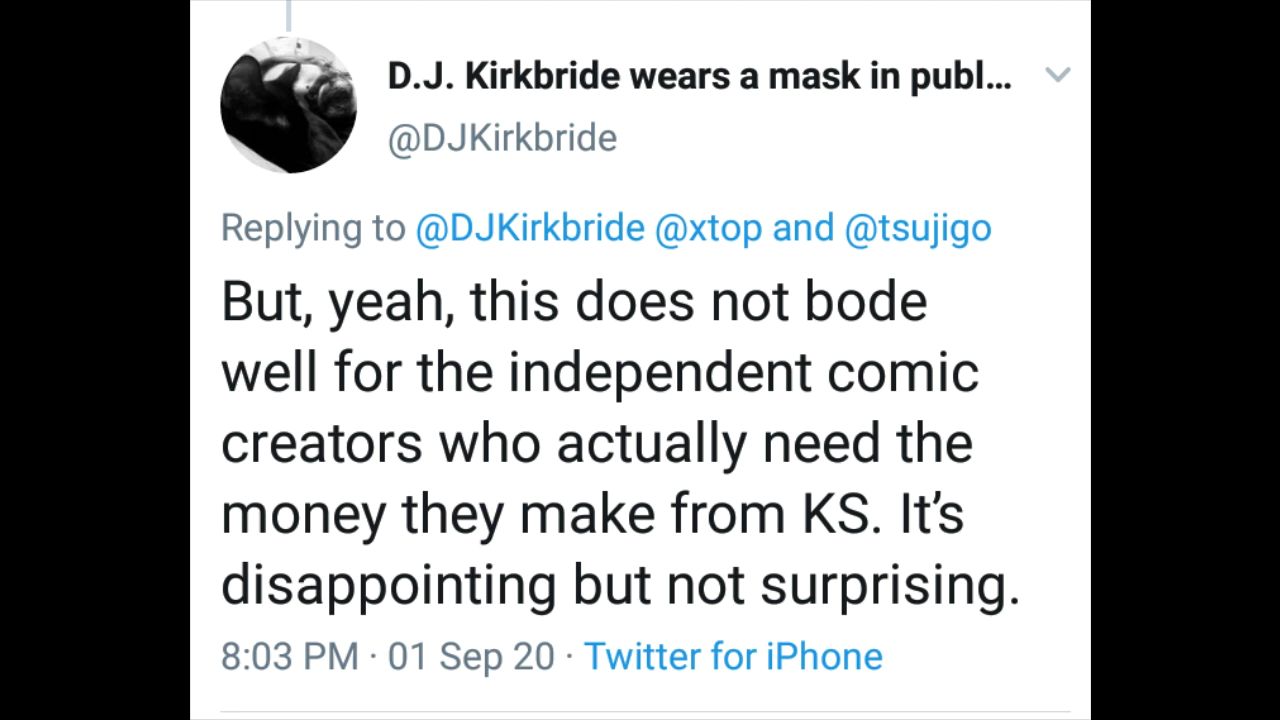 D.J. Kirkbride wears a mask in publ...
@DJKirkbride
Replying to @DJKirkbride @xtop and @tsujigo
But, yeah, this does not bode
well for the independent comic
creators who actually need the
money they make from KS. It’s
disappointing but not surprising.
8:03 PM · 01 Sep 20 · Twitter for iPhone